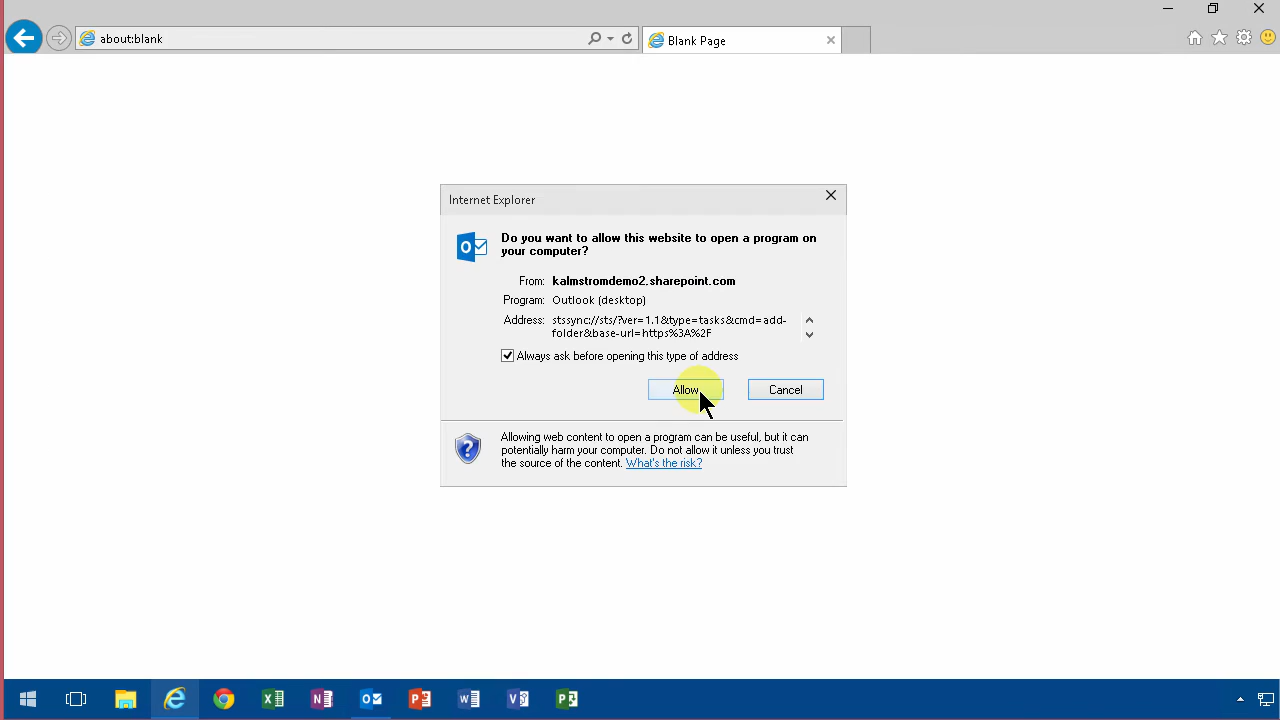 about:blank
Blank Page
Internet Explorer
Do you want to allow this website to open a program on
your computer?
From: kalmstromdemo2.sharepoint.com
Program: Outlook (desktop)
Address: stssync://sts/?ver=1.1&type=tasks&cmd=add-
folder&base-url=https%3A%2F
Always ask before opening this type of address
Allow Cancel
Allowing web content to open a program can be useful, but it can
potentially harm your computer. Do not allow it unless you trust
the source of the content. What's the risk?